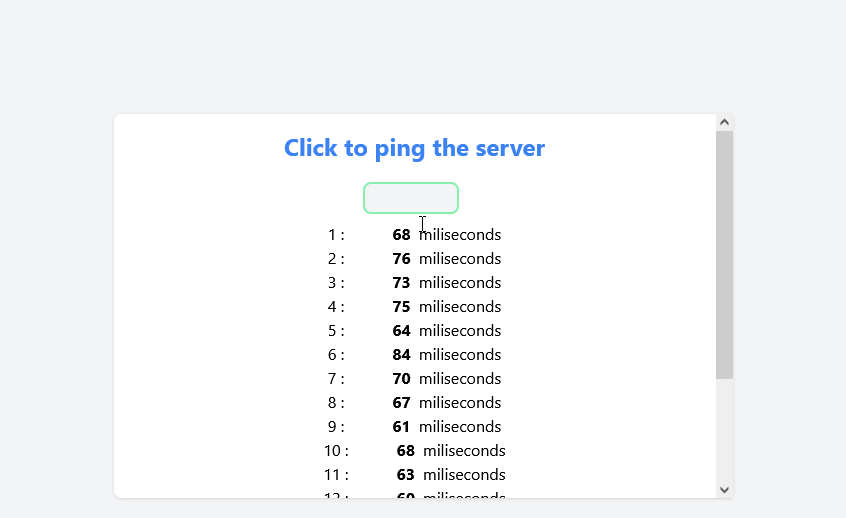 Click to ping the server
1 : 68 miliseconds
2 : 76 miliseconds
3 : 73 miliseconds
4 : 75 miliseconds
5 : 64 miliseconds
6 : 84 miliseconds
7 : 70 miliseconds
8 : 67 miliseconds
9 : 61 miliseconds
10 : 68 miliseconds
11 : 63 miliseconds
12 : miliseconds